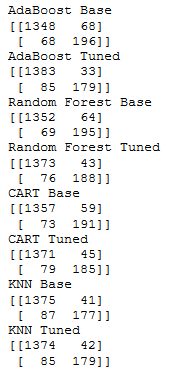 AdaBoost Base
[[1348 68]
[ 68 196]]
AdaBoost Tuned
[[1383 33]
[ 85 179]]
Random Forest Base
[[1352 64]
[ 69 195]]
Random Forest Tuned
[[1373 43]
[ 76 188]]
CART Base
[[1357 59]
[ 73 191]]
CART Tuned
[[1371 45]
[ 79 185]]
KNN Base
[[1375 41]
[ 87 177]]
KNN Tuned
[[1374 42]
[ 85 179]]